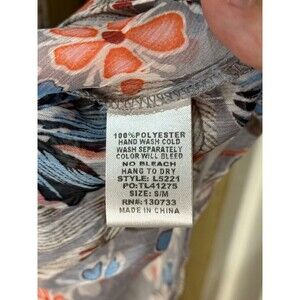 100%POLYESTER
HAND WASH COLD
WASH SEPARATELY
COLOR WILL BLEED
NO BLEACH
HANG TO DRY
STYLE: L5221
PO:TL41275
SIZE: S/M
RN#:130733
MADE IN CHINA